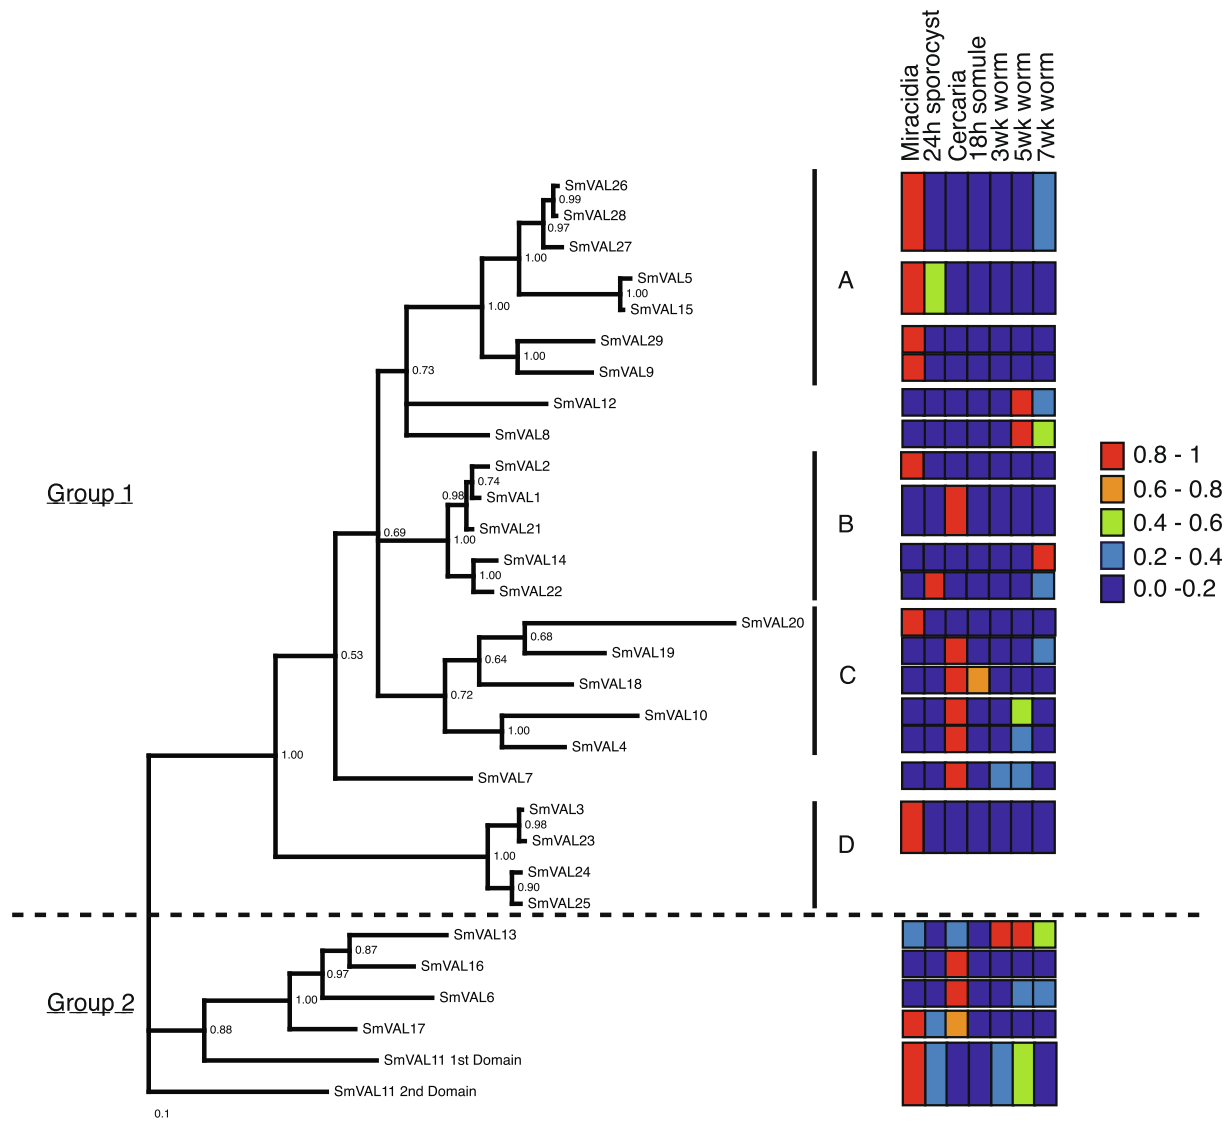 Miracidia
24h sporocyst
Cercaria
18h somule
3wk worm
5wk worm
7wk worm
SmVAL26
0.99
SmVAL28
0.97
SmVAL27
1.00
SmVAL5
1.00
SmVAL15
1.00
SmVAL29
1.00
SmVAL9
A
0.73
SmVAL12
SmVAL8
Group 1
SmVAL2
0.74
0.98
SmVAL1
SmVAL21
0.69
1.00
SmVAL14
1.00
SmVAL22
B
SmVAL20
0.68
SmVAL19
0.53
0.64
SmVAL18
0.72
SmVAL10
1.00
SmVAL4
C
1.00
SmVAL7
SmVAL3
0.98
SmVAL23
1.00
SmVAL24
0.90
SmVAL25
D
0.8 - 1
0.6 - 0.8
0.4 - 0.6
0.2 - 0.4
0.0 -0.2
SmVAL13
0.87
SmVAL16
0.97
SmVAL6
Group 2
1.00
SmVAL17
0.88
SmVAL11 1st Domain
SmVAL11 2nd Domain
0.1